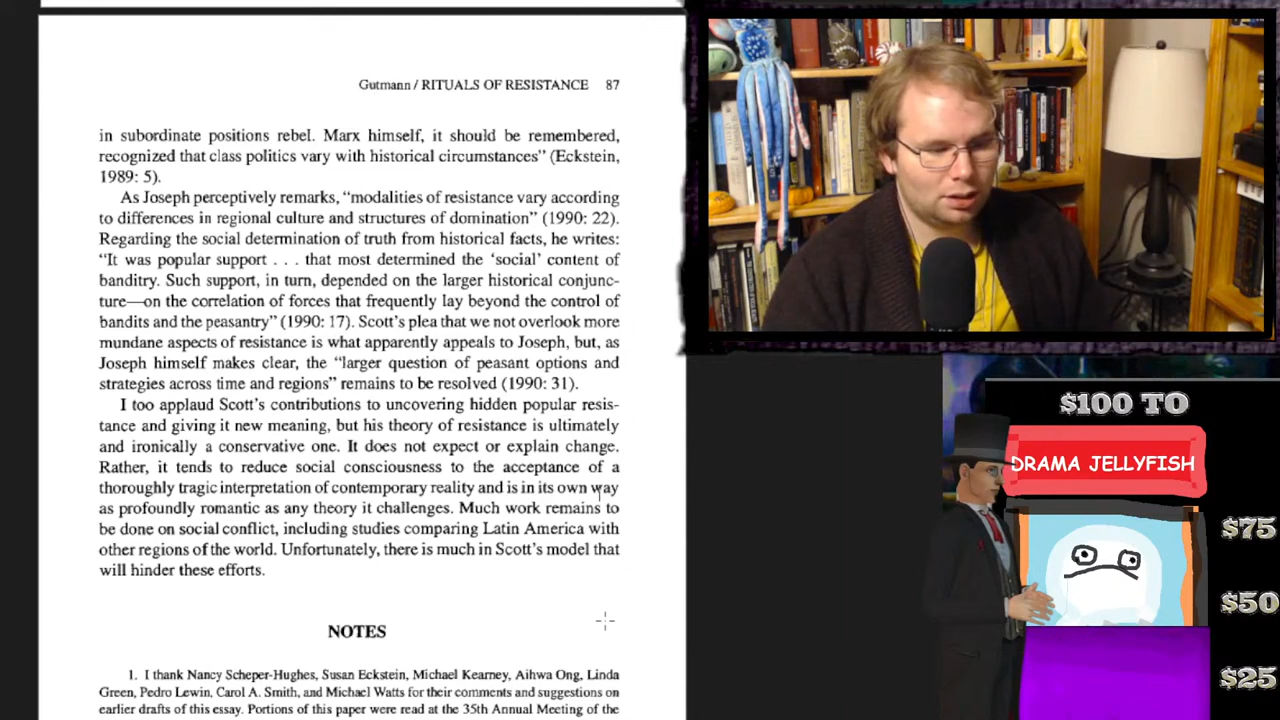 Gutmann / RITUALS OF RESISTANCE 87
in subordinate positions rebel. Marx himself, it should be remembered,
recognized that class politics vary with historical circumstances” (Eckstein,
1989: 5).
As Joseph perceptively remarks, “modalities of resistance vary according
to differences in regional culture and structures of domination” (1990: 22).
Regarding the social determination of truth from historical facts, he writes:
“It was popular support . . . that most determined the ‘social’ content of
banditry. Such support, in turn, depended on the larger historical conjunc-
ture—on the correlation of forces that frequently lay beyond the control of
bandits and the peasantry” (1990: 17). Scott’s plea that we not overlook more
mundane aspects of resistance is what apparently appeals to Joseph, but, as
Joseph himself makes clear, the “larger question of peasant options and
strategies across time and regions” remains to be resolved (1990: 31).
I too applaud Scott’s contributions to uncovering hidden popular resis-
tance and giving it new meaning, but his theory of resistance is ultimately
and ironically a conservative one. It does not expect or explain change.
Rather, it tends to reduce social consciousness to the acceptance of a
thoroughly tragic interpretation of contemporary reality and is in its own way
as profoundly romantic as any theory it challenges. Much work remains to
be done on social conflict, including studies comparing Latin America with
other regions of the world. Unfortunately, there is much in Scott’s model that
will hinder these efforts.
NOTES
1. I thank Nancy Scheper-Hughes, Susan Eckstein, Michael Kearney, Aihwa Ong, Linda
Green, Pedro Lewin, Carol A. Smith, and Michael Watts for their comments and suggestions on
earlier drafts of this essay. Portions of this paper were read at the 35th Annual Meeting of the
$100 TO
DRAMA JELLYFISH
$75
$50
$25